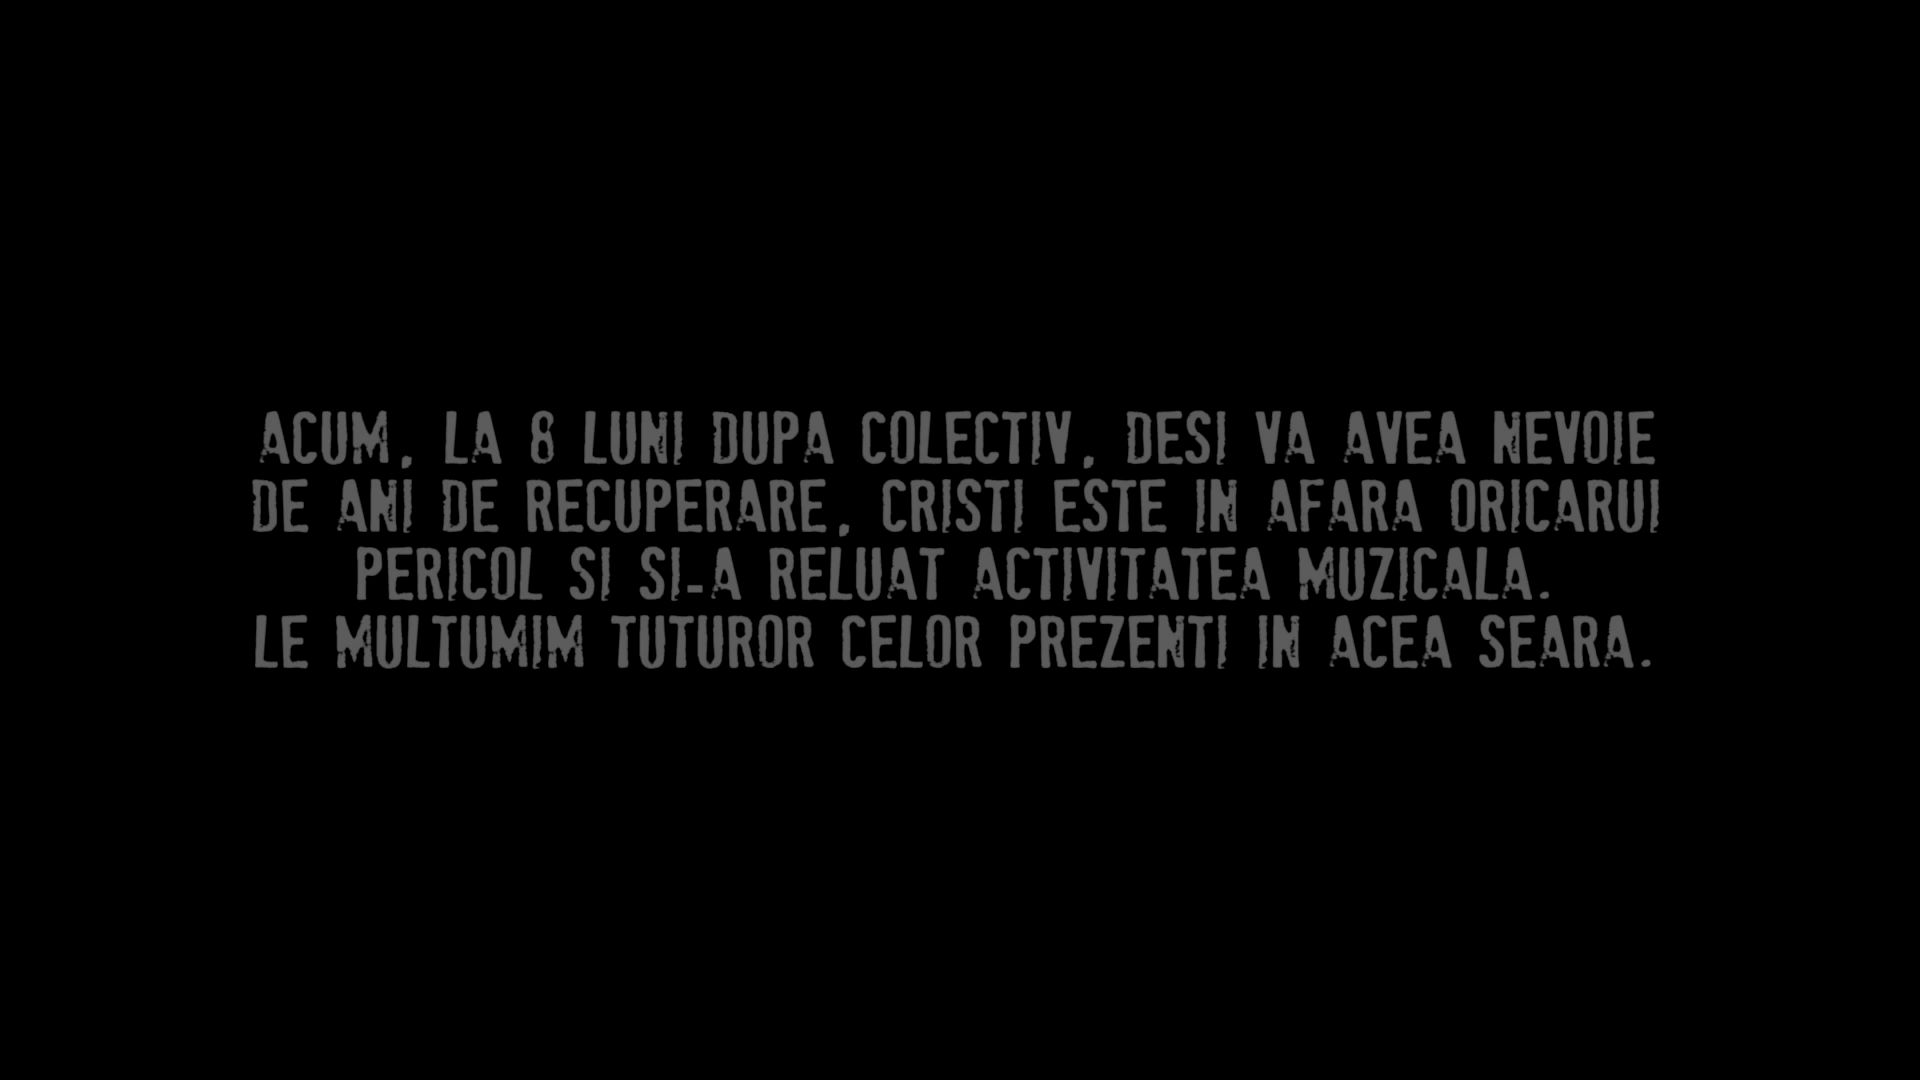 ACUM, LA 8 LUNI DUPA COLECTIV, DESI VA AVEA NEVOIE
DE ANI DE RECUPERARE, CRISTI ESTE IN AFARA ORICARUI
PERICOL SI SI-A RELUAT ACTIVITATEA MUZICALA.
LE MULTUMIM TUTUROR CELOR PREZENTI IN ACEA SEARA.